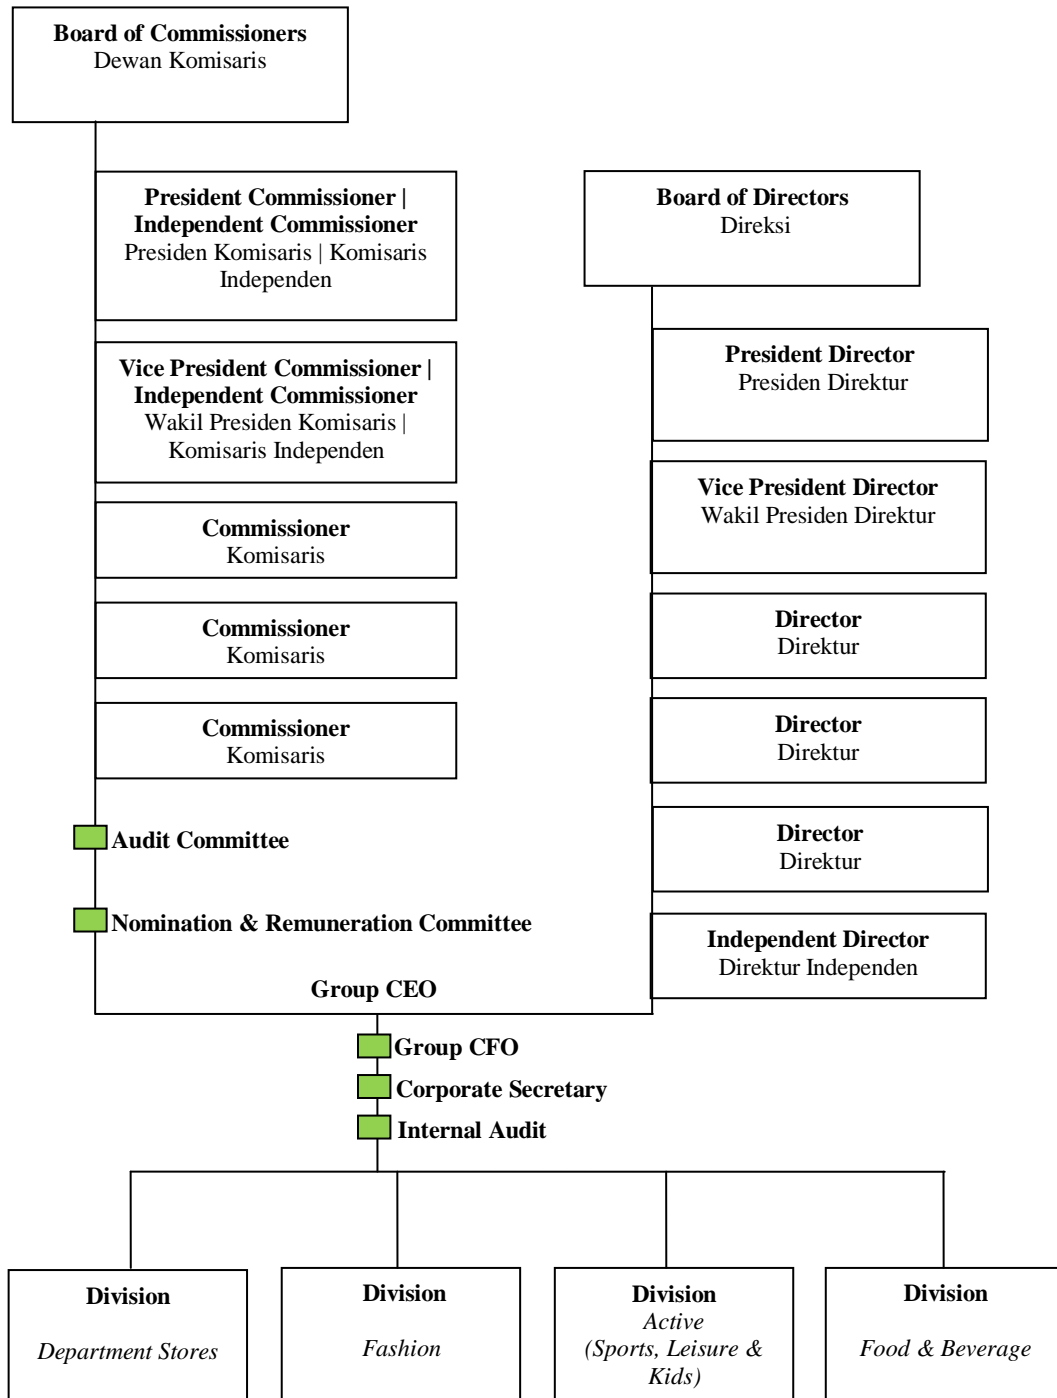 Board of Commissioners
Dewan Komisaris
President Commissioner |
Independent Commissioner
Presiden Komisaris | Komisaris
Independen
Vice President Commissioner |
Independent Commissioner
Wakil Presiden Komisaris |
Komisaris Independen
Commissioner
Komisaris
Commissioner
Komisaris
Commissioner
Komisaris
Audit Committee
Nomination & Remuneration Committee
Board of Directors
Direksi
President Director
Presiden Direktur
Vice President Director
Wakil Presiden Direktur
Director
Direktur
Director
Direktur
Director
Direktur
Independent Director
Direktur Independen
Group CEO
Group CFO
Corporate Secretary
Internal Audit
Division
Department Stores
Division
Fashion
Division
Active
(Sports, Leisure &
Kids)
Division
Food & Beverage